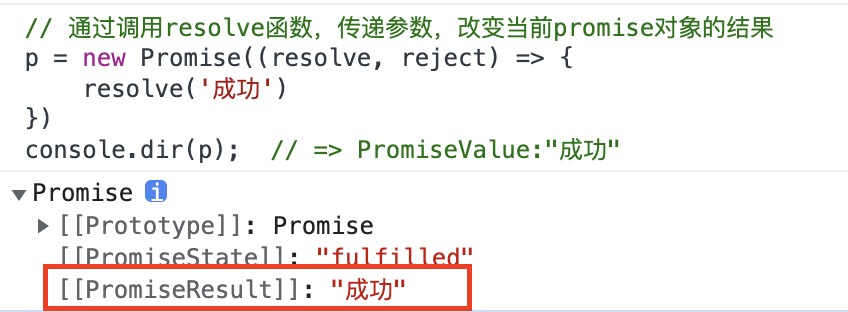 // 通过调用resolve函数，传递参数，改变当前promise对象的结果
p = new Promise((resolve, reject) => {
    resolve('成功')
})
console.dir(p);  // => PromiseValue:"成功"
▼Promise i
▶[[Prototype]]: Promise
[[PromiseState]]: "fulfilled"
[[PromiseResult]]: "成功"